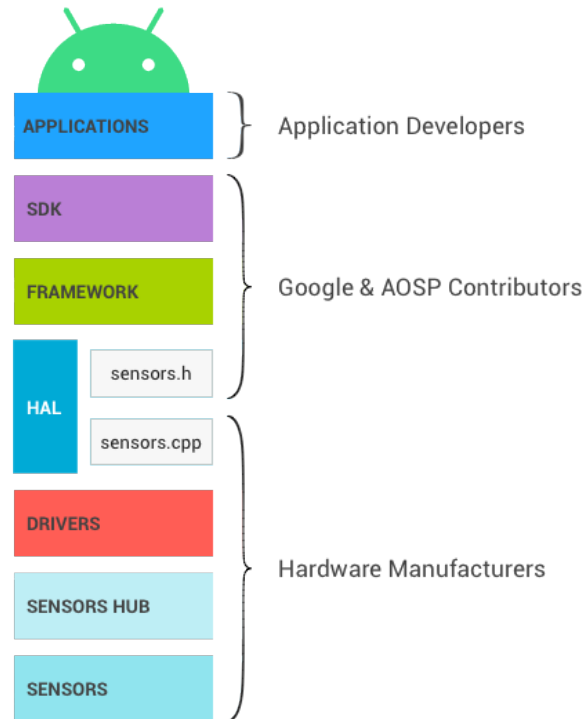 APPLICATIONS
Application Developers
SDK
FRAMEWORK
Google & AOSP Contributors
HAL
sensors.h
sensors.cpp
DRIVERS
Hardware Manufacturers
SENSORS HUB
SENSORS